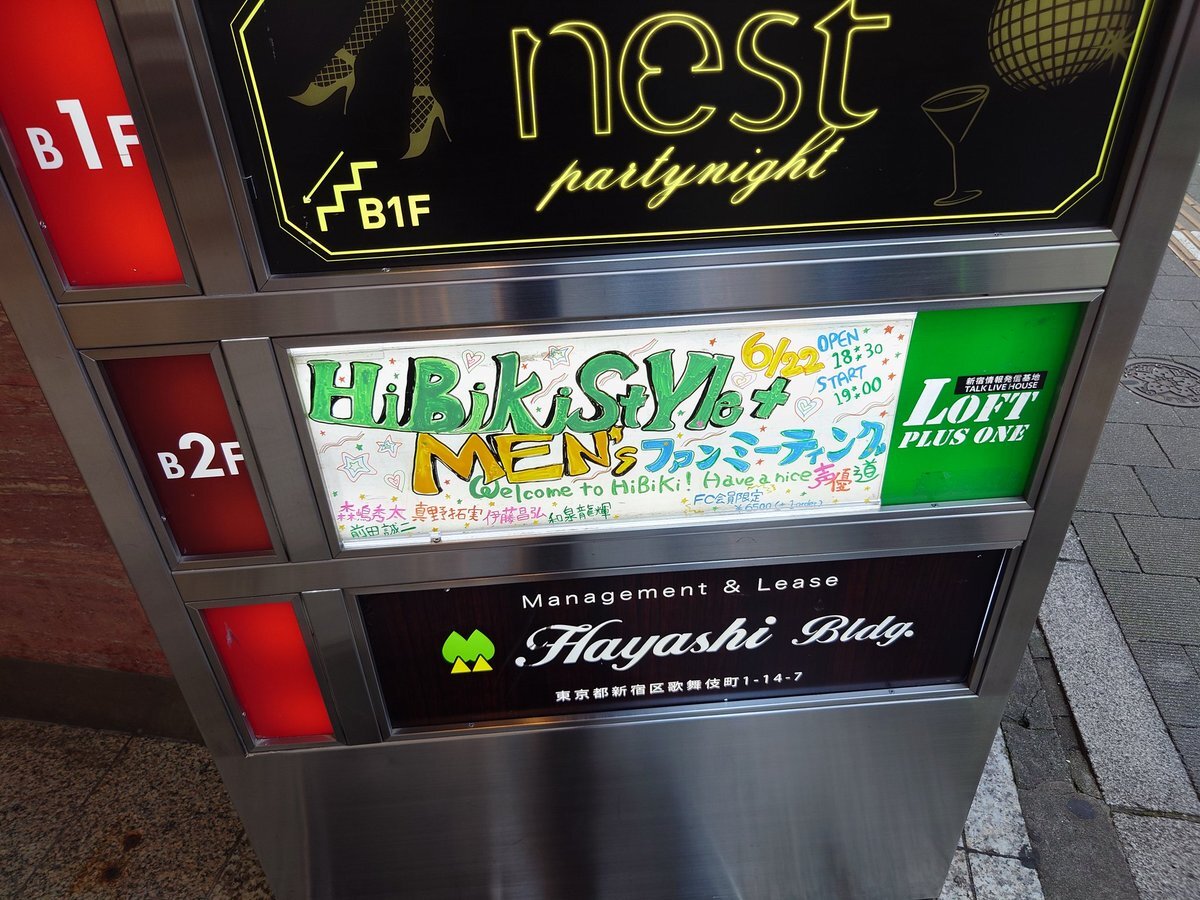 B1F
nest
partynight
B1F
B2F
HiBiKiStYle+
6/22
OPEN
18:30
START
19:00
MEN'sファンミーティング
Welcome to HiBiKi! Have a nice 声優道
森嶋秀太 真野拓実 伊藤昌弘 和泉龍輝
前田誠二
FC会員限定
¥6500(+1order)
新宿情報発信基地
TALK LIVE HOUSE
LOFT
PLUS ONE
Management & Lease
Hayashi Bldg.
東京都新宿区歌舞伎町1-14-7